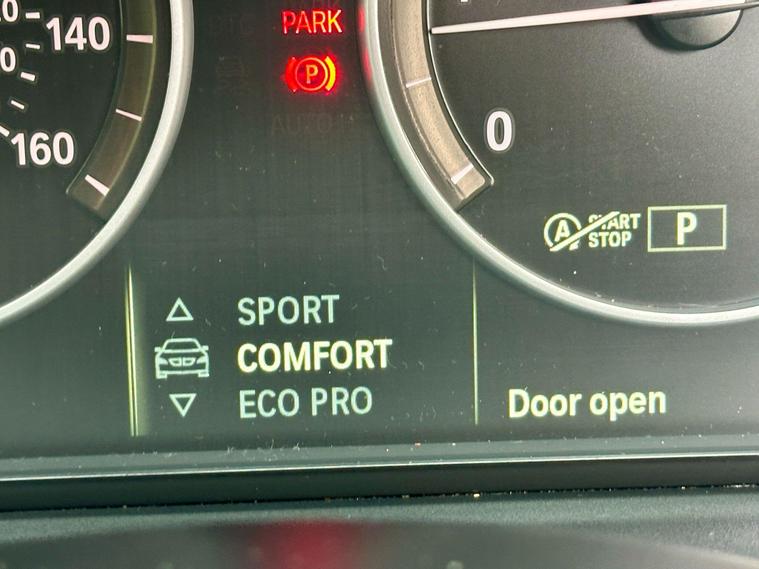 140
160
PARK
P
0
A START
STOP
P
SPORT
COMFORT
ECO PRO
Door open